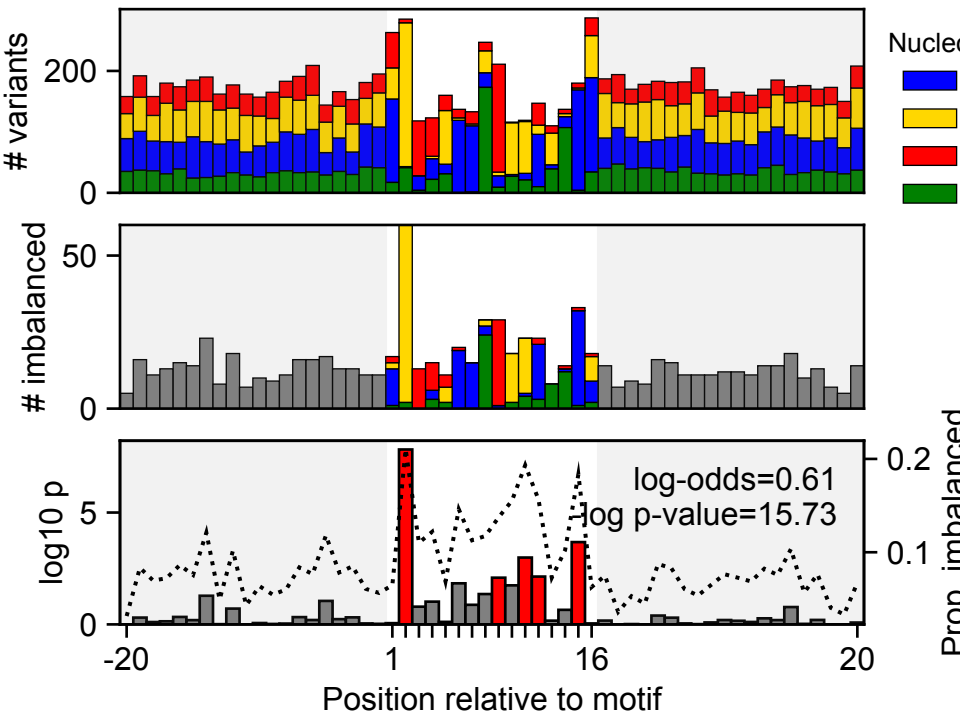 # variants
200
0
Nucleo
# imbalanced
50
0
log10 p
5
0
log-odds=0.61
-log p-value=15.73
0.2
0.1
Prop. imbalanced
-20
1
16
20
Position relative to motif